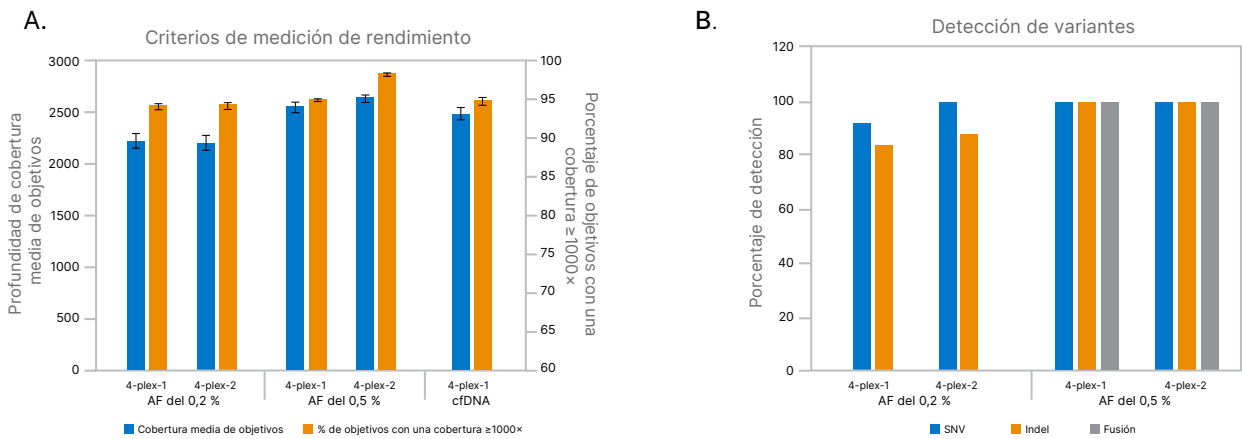 A.
Criterios de medición de rendimiento
Profundidad de cobertura
media de objetivos
3000
2500
2000
1500
1000
500
0
100
95
90
85
80
75
70
65
60
Porcentaje de objetivos con una
cobertura ≥1000×
4-plex-1
4-plex-2
4-plex-1
4-plex-2
4-plex-1
AF del 0,2 %
AF del 0,5 %
cfDNA
Cobertura media de objetivos
% de objetivos con una cobertura ≥1000×
B.
Detección de variantes
Porcentaje de detección
120
100
80
60
40
20
0
4-plex-1
4-plex-2
4-plex-1
4-plex-2
AF del 0,2 %
AF del 0,5 %
SNV
Indel
Fusión